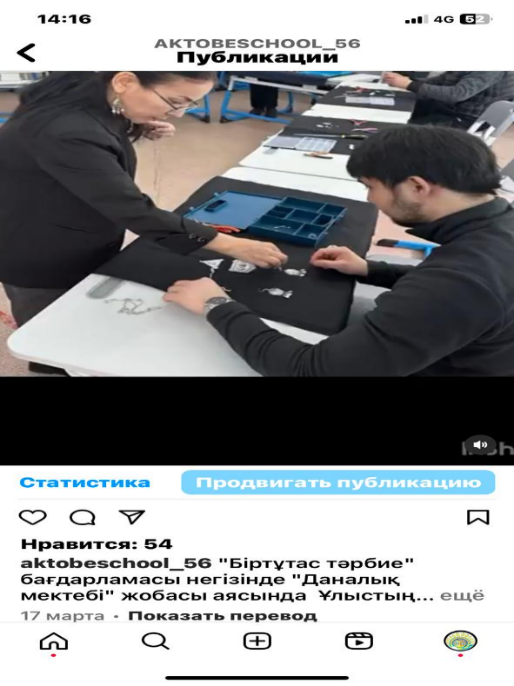 14:16
4G 52
AKTOBESCHOOL_56
Публикации
Статистика
Продвигать публикацию
Нравится: 54
aktobeschool_56 "Біртұтас тәрбие"
бағдарламасы негізінде "Даналық
мектебі" жобасы аясында Ұлыстың... ещё
17 марта · Показать перевод